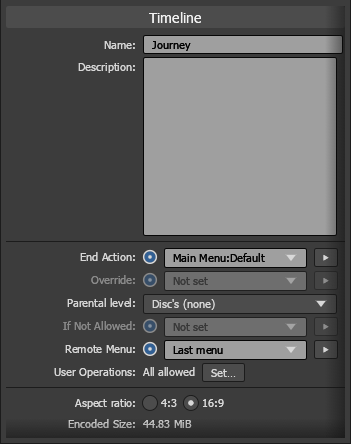 Timeline
Name: Journey
Description:
End Action: Main Menu:Default
Override: Not set
Parental level: Disc's (none)
If Not Allowed: Not set
Remote Menu: Last menu
User Operations: All allowed Set...
Aspect ratio: 4:3 16:9
Encoded Size: 44.83 MiB